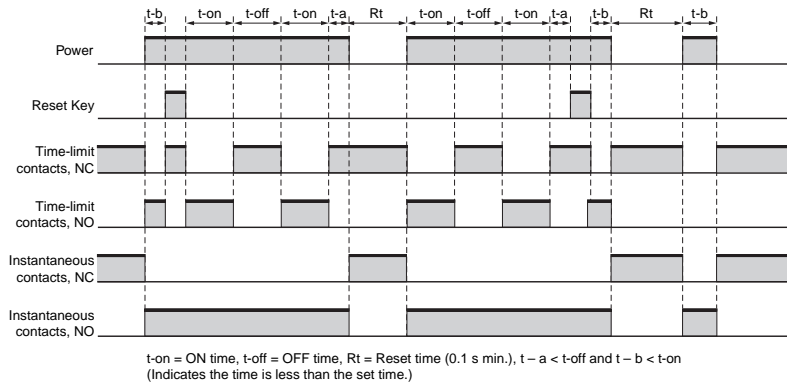 t-b t-on t-off t-on t-a Rt t-on t-off t-on t-a t-b Rt t-b
Power
Reset Key
Time-limit
contacts, NC
Time-limit
contacts, NO
Instantaneous
contacts, NC
Instantaneous
contacts, NO
t-on = ON time, t-off = OFF time, Rt = Reset time (0.1 s min.), t – a < t-off and t – b < t-on
(Indicates the time is less than the set time.)